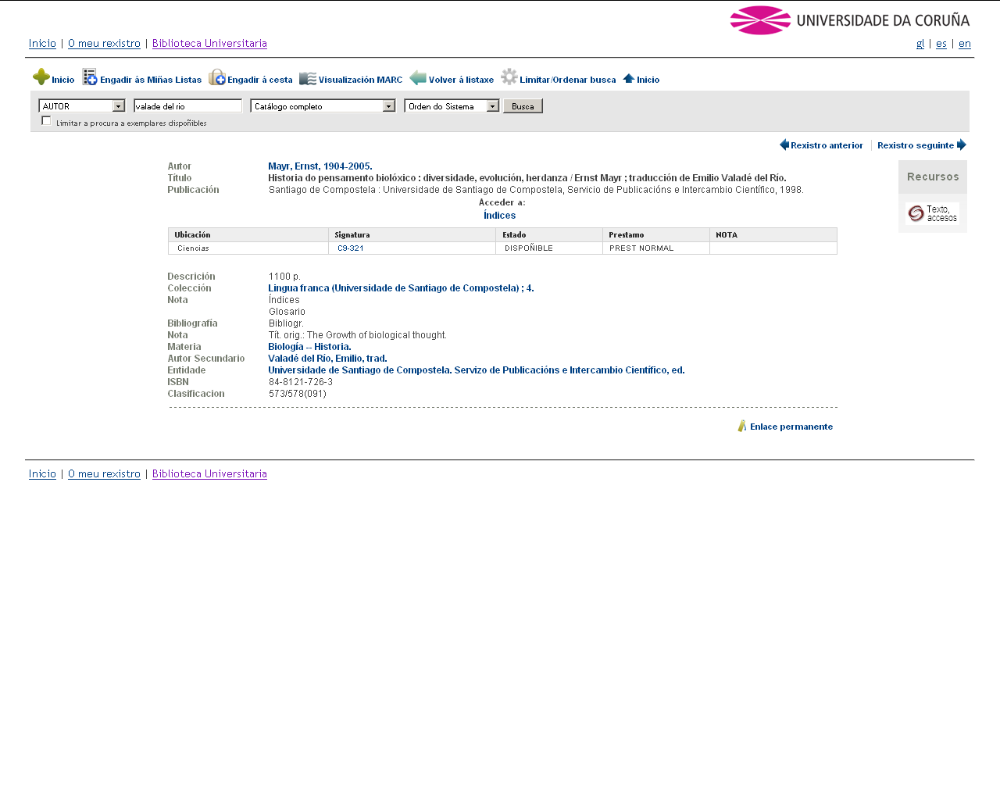 UNIVERSIDADE DA CORUÑA
Inicio | O meu rexistro | Biblioteca Universitaria
gl | es | en
Inicio Engadir ás Miñas Listas Engadir á cesta Visualización MARC Volver á listaxe Limitar/Ordenar busca Inicio
AUTOR valade del rio Catálogo completo Orden do Sistema Busca
Limitar a procura a exemplares dispoñibles
Rexistro anterior Rexistro seguinte
Autor Mayr, Ernst, 1904-2005.
Título Historia do pensamento biolóxico : diversidade, evolución, herdanza / Ernst Mayr ; traducción de Emilio Valadé del Río.
Publicación Santiago de Compostela : Universidade de Santiago de Compostela, Servicio de Publicacións e Intercambio Científico, 1998.
Recursos
Texto, accesos
Acceder a:
Índices
Ubicación Signatura Estado Prestamo NOTA
Ciencias C9-321 DISPOÑIBLE PREST NORMAL
Descrición 1100 p.
Colección Lingua franca (Universidade de Santiago de Compostela) ; 4.
Nota Índices
Glosario
Bibliografía Bibliogr.
Nota Tít. orig.: The Growth of biological thought.
Materia Biología -- Historia.
Autor Secundario Valadé del Río, Emilio, trad.
Entidade Universidade de Santiago de Compostela. Servizo de Publicacións e Intercambio Científico, ed.
ISBN 84-8121-726-3
Clasificacion 573/578(091)
Enlace permanente
Inicio | O meu rexistro | Biblioteca Universitaria